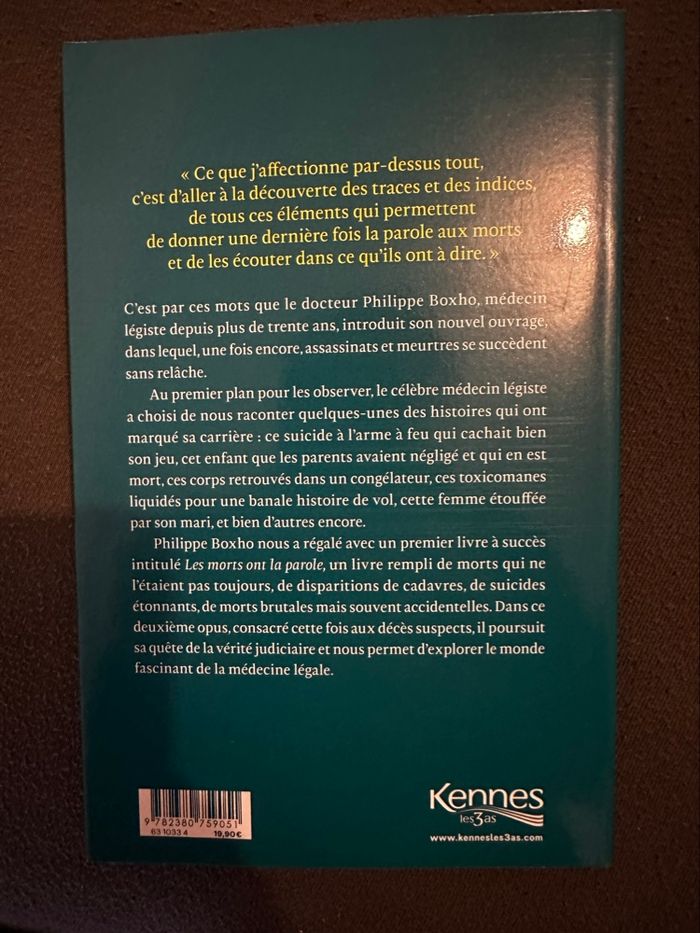 « Ce que j'affectionne par-dessus tout,
c'est d'aller à la découverte des traces et des indices,
de tous ces éléments qui permettent
de donner une dernière fois la parole aux morts
et de les écouter dans ce qu'ils ont à dire. »
C'est par ces mots que le docteur Philippe Boxho, médecin
légiste depuis plus de trente ans, introduit son nouvel ouvrage,
dans lequel, une fois encore, assassinats et meurtres se succèdent
sans relâche.
Au premier plan pour les observer, le célèbre médecin légiste
a choisi de nous raconter quelques-unes des histoires qui ont
marqué sa carrière : ce suicide à l'arme à feu qui cachait bien
son jeu, cet enfant que les parents avaient négligé et qui en est
mort, ces corps retrouvés dans un congélateur, ces toxicomanes
liquidés pour une banale histoire de vol, cette femme étouffée
par son mari, et bien d'autres encore.
Philippe Boxho nous a régalé avec un premier livre à succès
intitulé Les morts ont la parole, un livre rempli de morts qui ne
l'étaient pas toujours, de disparitions de cadavres, de suicides
étonnants, de morts brutales mais souvent accidentelles. Dans ce
deuxième opus, consacré cette fois aux décès suspects, il poursuit
sa quête de la vérité judiciaire et nous permet d'explorer le monde
fascinant de la médecine légale.
9 782380 759051
63 1033 4 19,90€
Kennes
les3as
www.kennesles3as.com